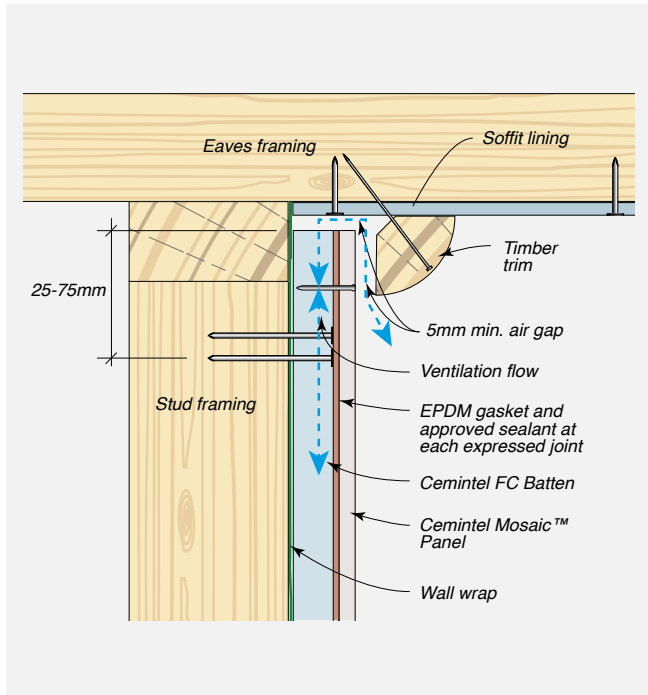 Eaves framing
Soffit lining
Timber
trim
25-75mm
5mm min. air gap
Ventilation flow
Stud framing
EPDM gasket and
approved sealant at
each expressed joint
Cemintel FC Batten
Cemintel Mosaic™
Panel
Wall wrap